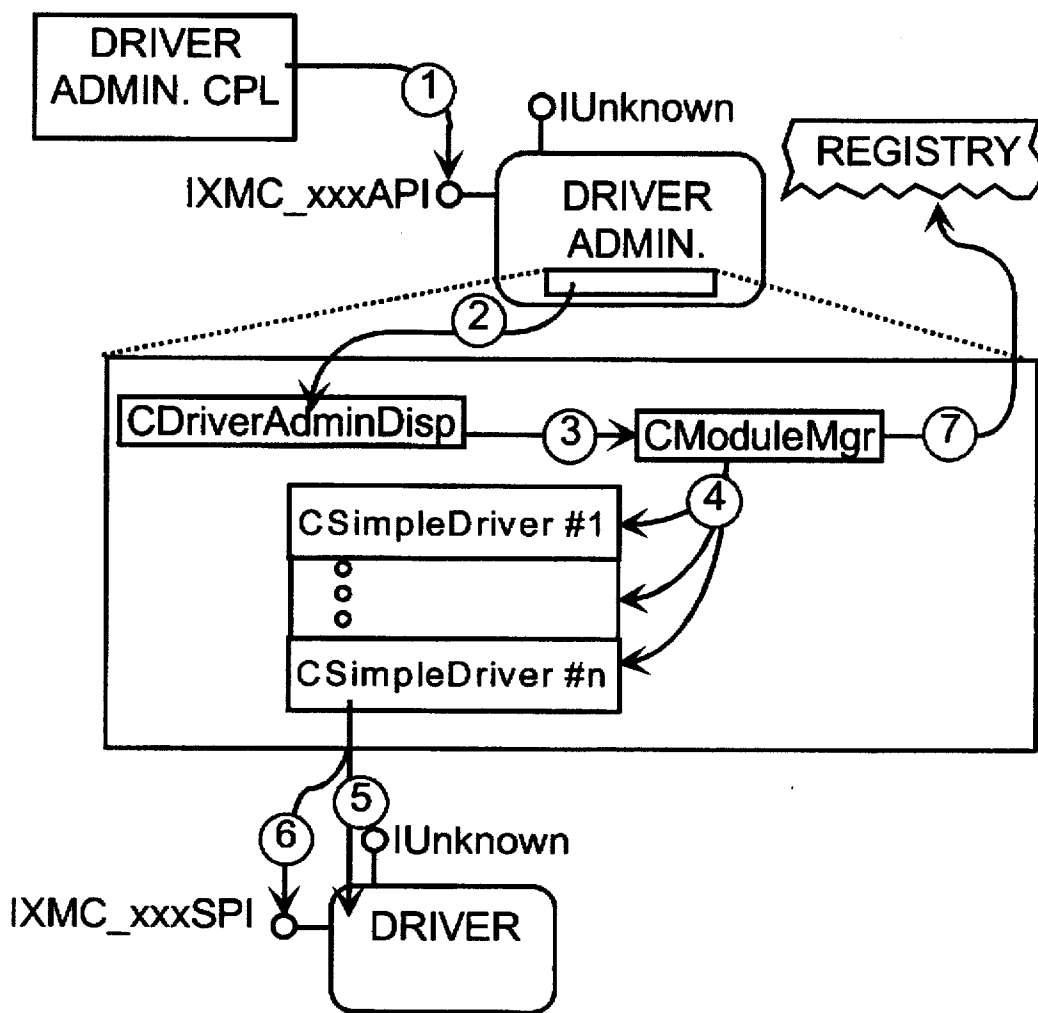 DRIVER
ADMIN. CPL
1
IUnknown
REGISTRY
IXMC_xxxAPI
DRIVER
ADMIN.
2
CDriverAdminDisp
3
CModuleMgr
7
4
CSimpleDriver #1
CSimpleDriver #n
5
6
IUnknown
IXMC_xxxSPI
DRIVER